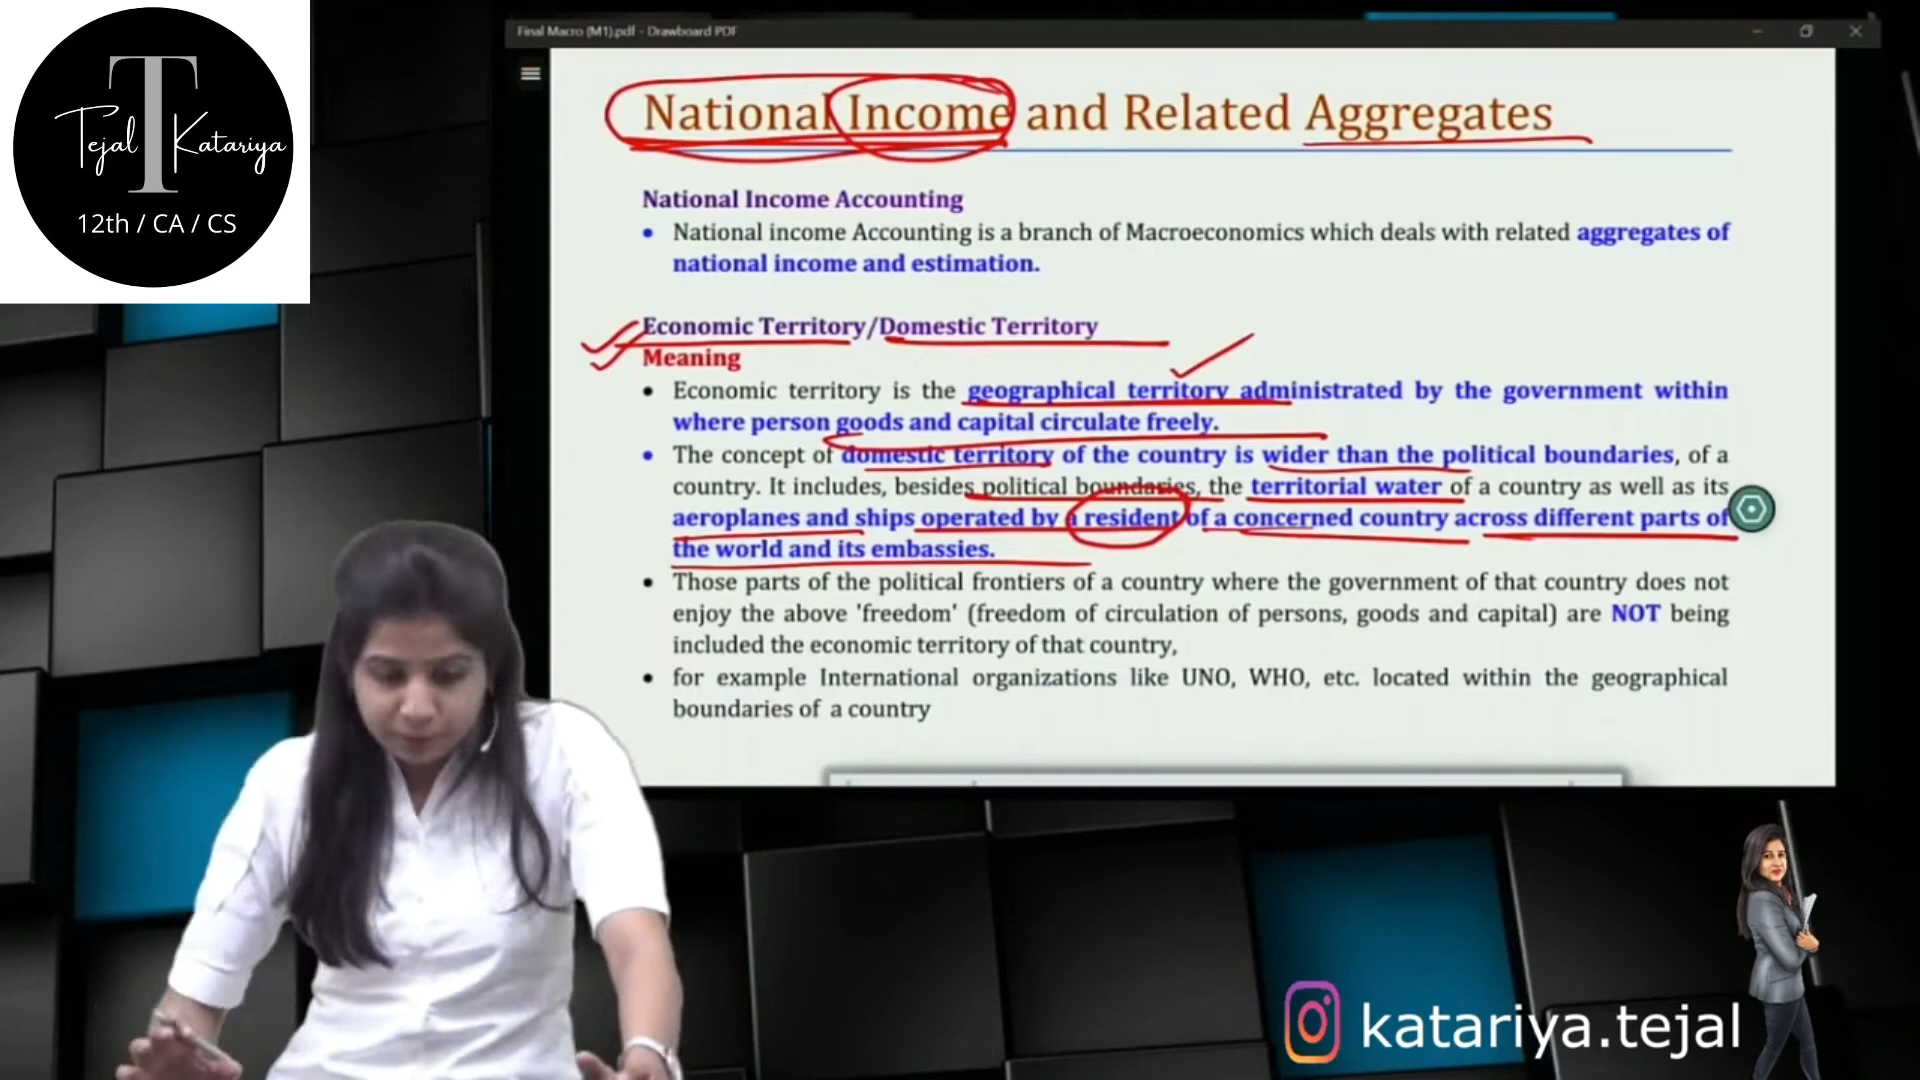 Final Macro (M1).pdf - Drawboard PDF
T
Tejal Katariya
12th / CA / CS
National Income and Related Aggregates
National Income Accounting
• National income Accounting is a branch of Macroeconomics which deals with related aggregates of
national income and estimation.
Economic Territory/Domestic Territory
Meaning
• Economic territory is the geographical territory administrated by the government within
where person goods and capital circulate freely.
• The concept of domestic territory of the country is wider than the political boundaries, of a
country. It includes, besides political boundaries, the territorial water of a country as well as its
aeroplanes and ships operated by a resident of a concerned country across different parts of
the world and its embassies.
• Those parts of the political frontiers of a country where the government of that country does not
enjoy the above 'freedom' (freedom of circulation of persons, goods and capital) are NOT being
included the economic territory of that country,
• for example International organizations like UNO, WHO, etc. located within the geographical
boundaries of a country
katariya.tejal